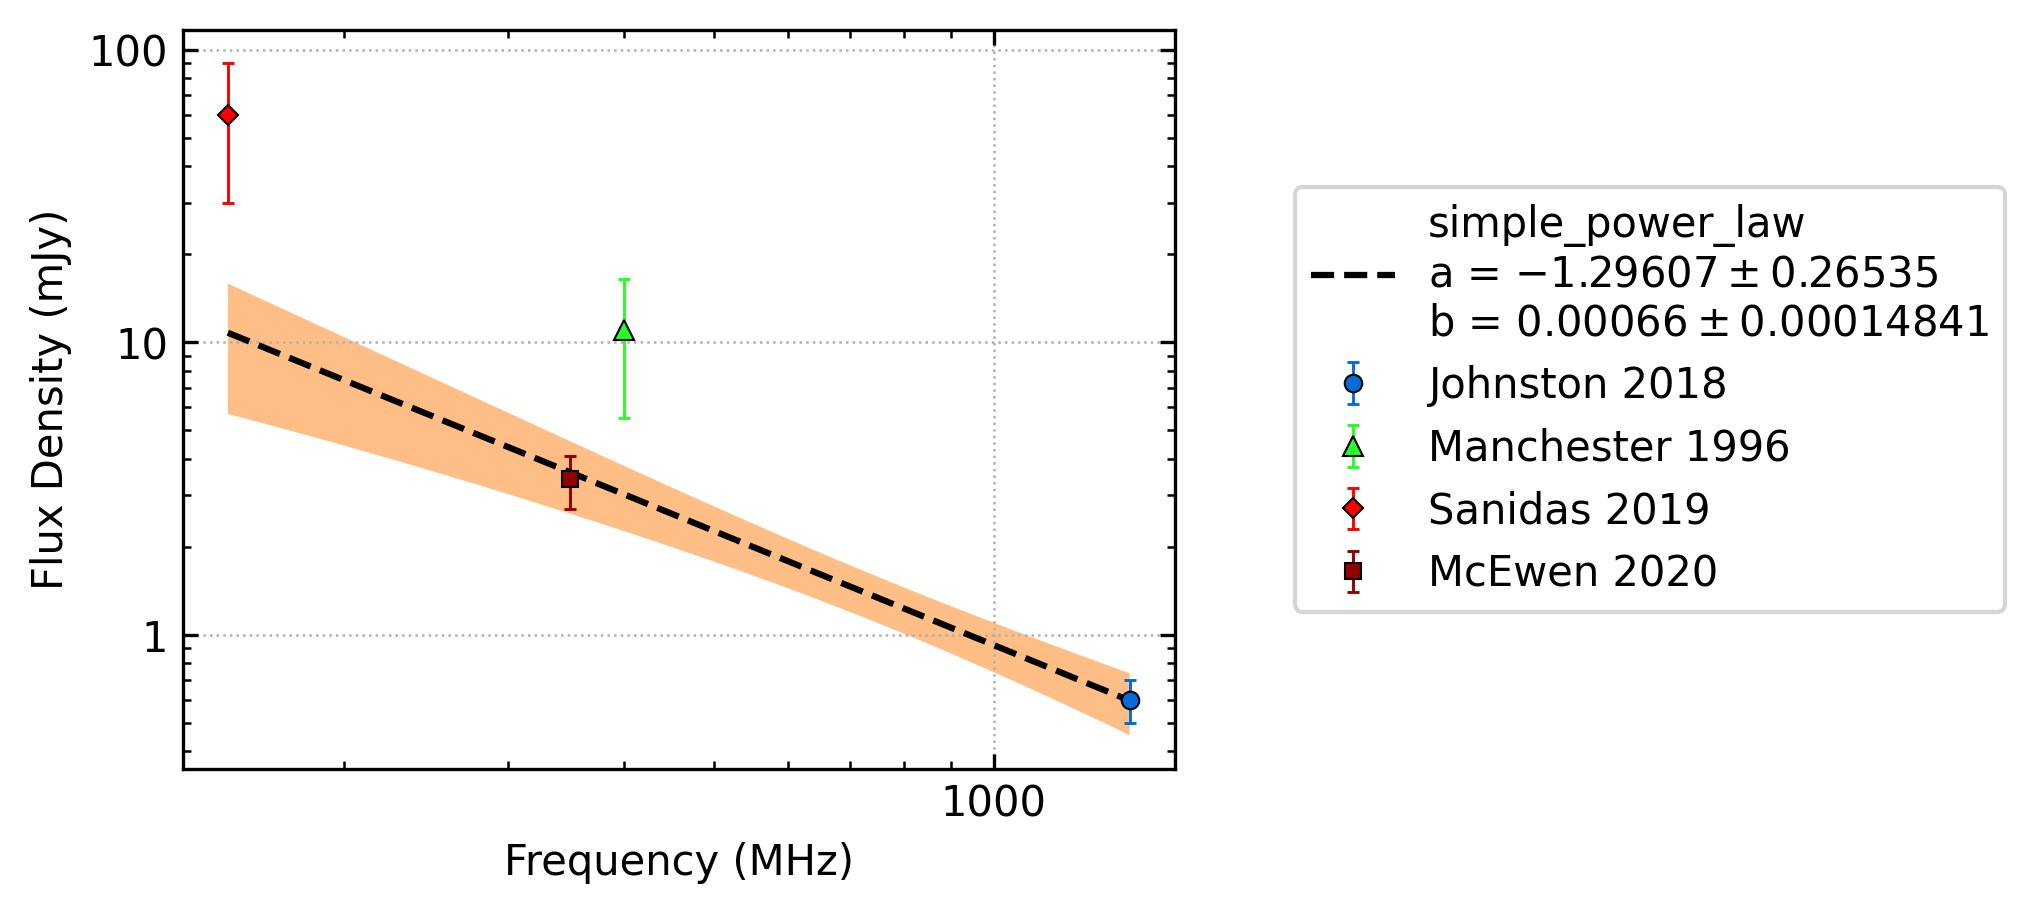 100
10
1
Flux Density (mJy)
1000
Frequency (MHz)
simple_power_law
a = −1.29607 ± 0.26535
b = 0.00066 ± 0.00014841
Johnston 2018
Manchester 1996
Sanidas 2019
McEwen 2020